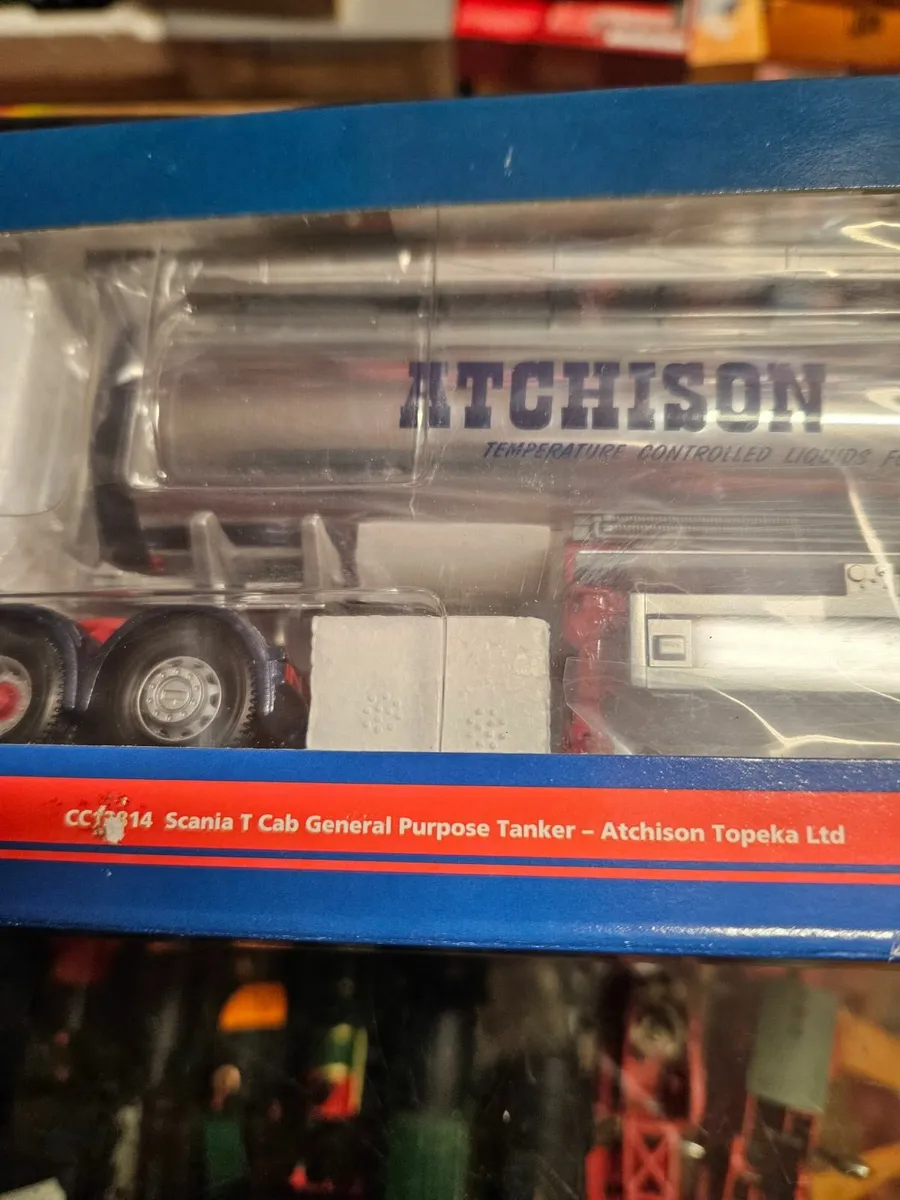 ATCHISON
TEMPERATURE CONTROLLED LIQUIDS
Scania T Cab General Purpose Tanker – Atchison Topeka Ltd